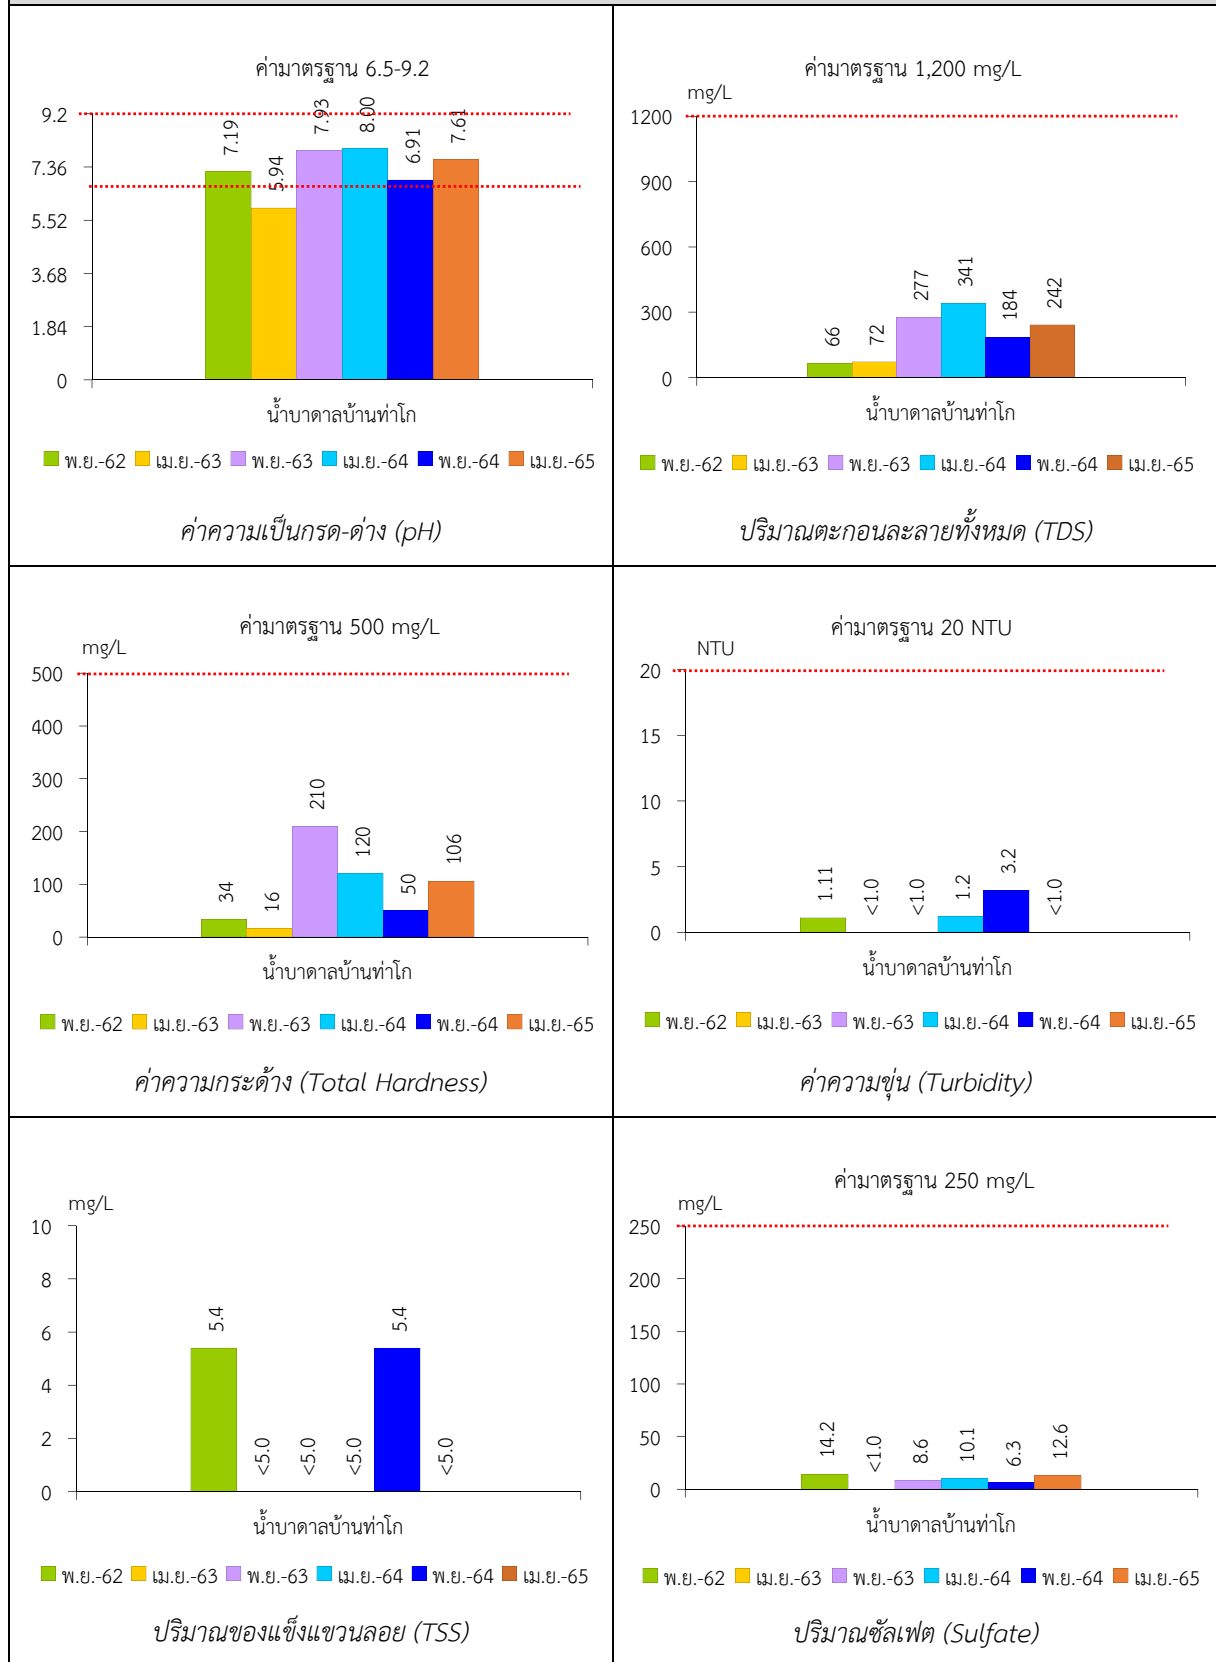 ค่ามาตรฐาน 6.5-9.2
9.2
7.36
5.52
3.68
1.84
0
7.19
5.94
7.93
8.00
6.91
7.61
น้ำบาดาลบ้านท่าโก
พ.ย.-62 เม.ย.-63 พ.ย.-63 เม.ย.-64 พ.ย.-64 เม.ย.-65
ค่าความเป็นกรด-ด่าง (pH)
ค่ามาตรฐาน 1,200 mg/L
mg/L
1200
900
600
300
0
66
72
277
341
184
242
น้ำบาดาลบ้านท่าโก
พ.ย.-62 เม.ย.-63 พ.ย.-63 เม.ย.-64 พ.ย.-64 เม.ย.-65
ปริมาณตะกอนละลายทั้งหมด (TDS)
ค่ามาตรฐาน 500 mg/L
mg/L
500
400
300
200
100
0
34
16
210
120
50
106
น้ำบาดาลบ้านท่าโก
พ.ย.-62 เม.ย.-63 พ.ย.-63 เม.ย.-64 พ.ย.-64 เม.ย.-65
ค่าความกระด้าง (Total Hardness)
ค่ามาตรฐาน 20 NTU
NTU
20
15
10
5
0
1.11
<1.0
<1.0
1.2
3.2
<1.0
น้ำบาดาลบ้านท่าโก
พ.ย.-62 เม.ย.-63 พ.ย.-63 เม.ย.-64 พ.ย.-64 เม.ย.-65
ค่าความขุ่น (Turbidity)
mg/L
10
8
6
4
2
0
5.4
<5.0
<5.0
<5.0
5.4
<5.0
น้ำบาดาลบ้านท่าโก
พ.ย.-62 เม.ย.-63 พ.ย.-63 เม.ย.-64 พ.ย.-64 เม.ย.-65
ปริมาณของแข็งแขวนลอย (TSS)
ค่ามาตรฐาน 250 mg/L
mg/L
250
200
150
100
50
0
14.2
<1.0
8.6
10.1
6.3
12.6
น้ำบาดาลบ้านท่าโก
พ.ย.-62 เม.ย.-63 พ.ย.-63 เม.ย.-64 พ.ย.-64 เม.ย.-65
ปริมาณซัลเฟต (Sulfate)